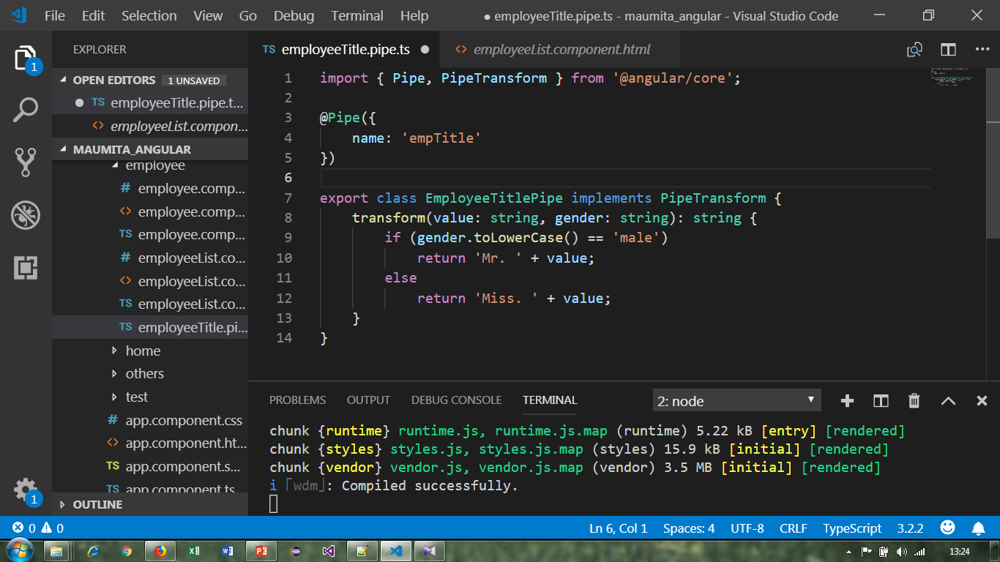 File Edit Selection View Go Debug Terminal Help ● employeeTitle.pipe.ts - maumita_angular - Visual Studio Code
1
EXPLORER
OPEN EDITORS 1 UNSAVED
● TS employeeTitle.pipe.t...
<> employeeList.compon...
MAUMITA_ANGULAR
employee
# employee.comp...
<> employee.comp...
TS employee.comp...
# employeeList.co...
<> employeeList.co...
TS employeeList.co...
TS employeeTitle.pi...
home
others
test
# app.component.css
<> app.component.ht...
TS app.component.s...
TS app.component.ts
OUTLINE
1
TS employeeTitle.pipe.ts ● <> employeeList.component.html
1 import { Pipe, PipeTransform } from '@angular/core';
2
3 @Pipe({
4     name: 'empTitle'
5 })
6
7 export class EmployeeTitlePipe implements PipeTransform {
8     transform(value: string, gender: string): string {
9         if (gender.toLowerCase() == 'male')
10             return 'Mr. ' + value;
11         else
12             return 'Miss. ' + value;
13     }
14 }
PROBLEMS OUTPUT DEBUG CONSOLE TERMINAL 2: node
chunk {runtime} runtime.js, runtime.js.map (runtime) 5.22 kB [entry] [rendered]
chunk {styles} styles.js, styles.js.map (styles) 15.9 kB [initial] [rendered]
chunk {vendor} vendor.js, vendor.js.map (vendor) 3.5 MB [initial] [rendered]
i ｢wdm｣: Compiled successfully.
0 0 Ln 6, Col 1 Spaces: 4 UTF-8 CRLF TypeScript 3.2.2
13:24